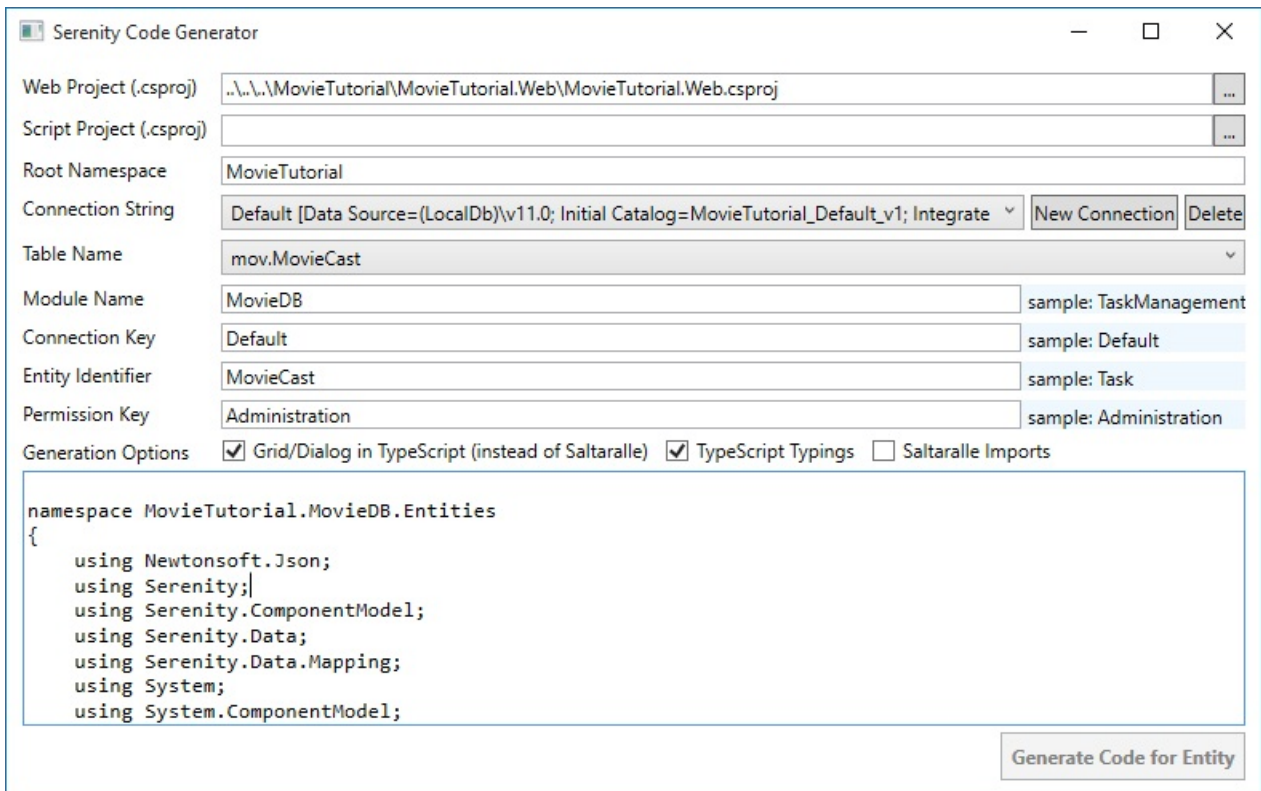 Serenity Code Generator
Web Project (.csproj) ..\..\..\MovieTutorial\MovieTutorial.Web\MovieTutorial.Web.csproj ...
Script Project (.csproj) ...
Root Namespace MovieTutorial
Connection String Default [Data Source=(LocalDb)\v11.0; Initial Catalog=MovieTutorial_Default_v1; Integrate New Connection Delete
Table Name mov.MovieCast
Module Name MovieDB sample: TaskManagement
Connection Key Default sample: Default
Entity Identifier MovieCast sample: Task
Permission Key Administration sample: Administration
Generation Options Grid/Dialog in TypeScript (instead of Saltaralle) TypeScript Typings Saltaralle Imports
namespace MovieTutorial.MovieDB.Entities
{
using Newtonsoft.Json;
using Serenity;
using Serenity.ComponentModel;
using Serenity.Data;
using Serenity.Data.Mapping;
using System;
using System.ComponentModel;
Generate Code for Entity